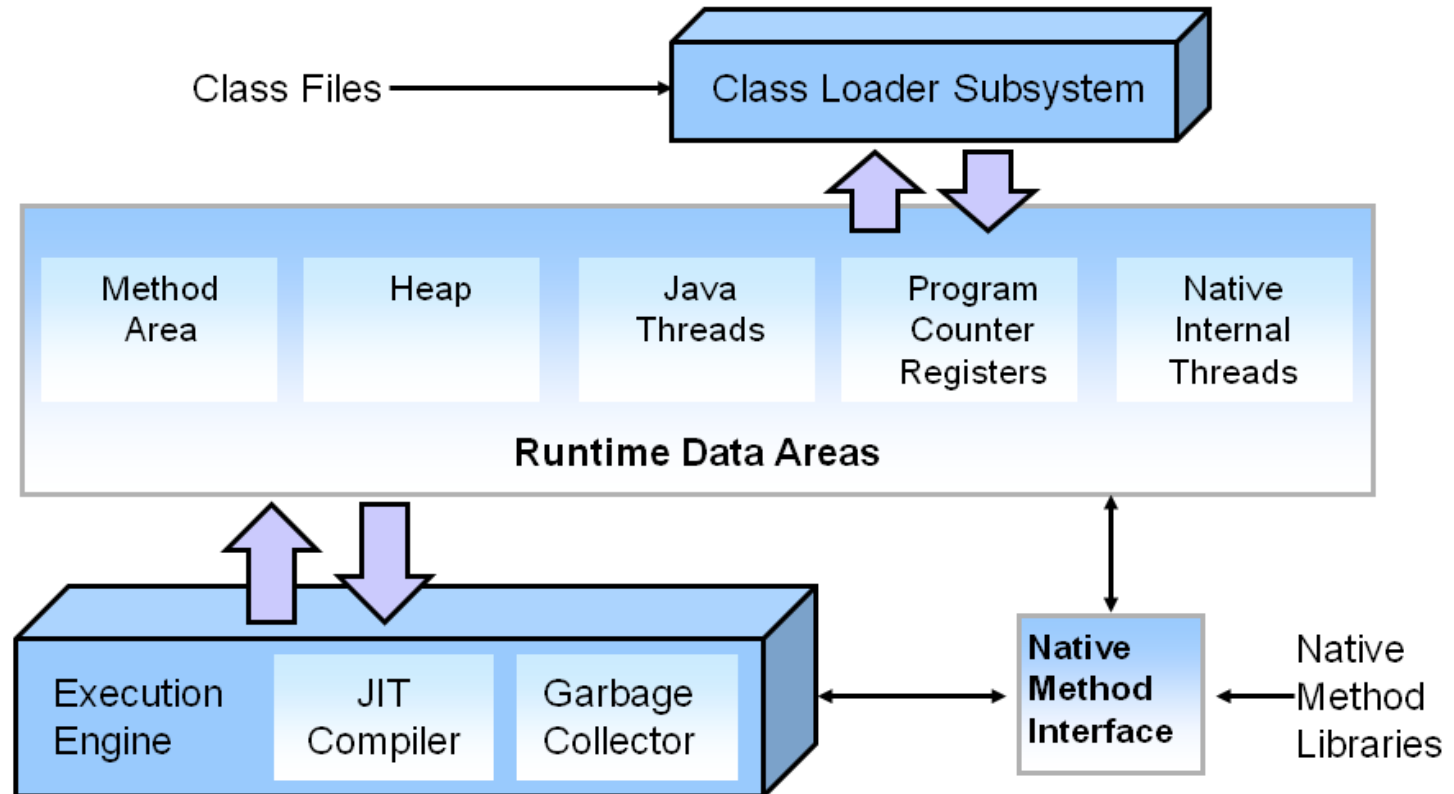 Class Files
Class Loader Subsystem
Method
Area
Heap
Java
Threads
Program
Counter
Registers
Native
Internal
Threads
Runtime Data Areas
Execution
Engine
JIT
Compiler
Garbage
Collector
Native
Method
Interface
Native
Method
Libraries